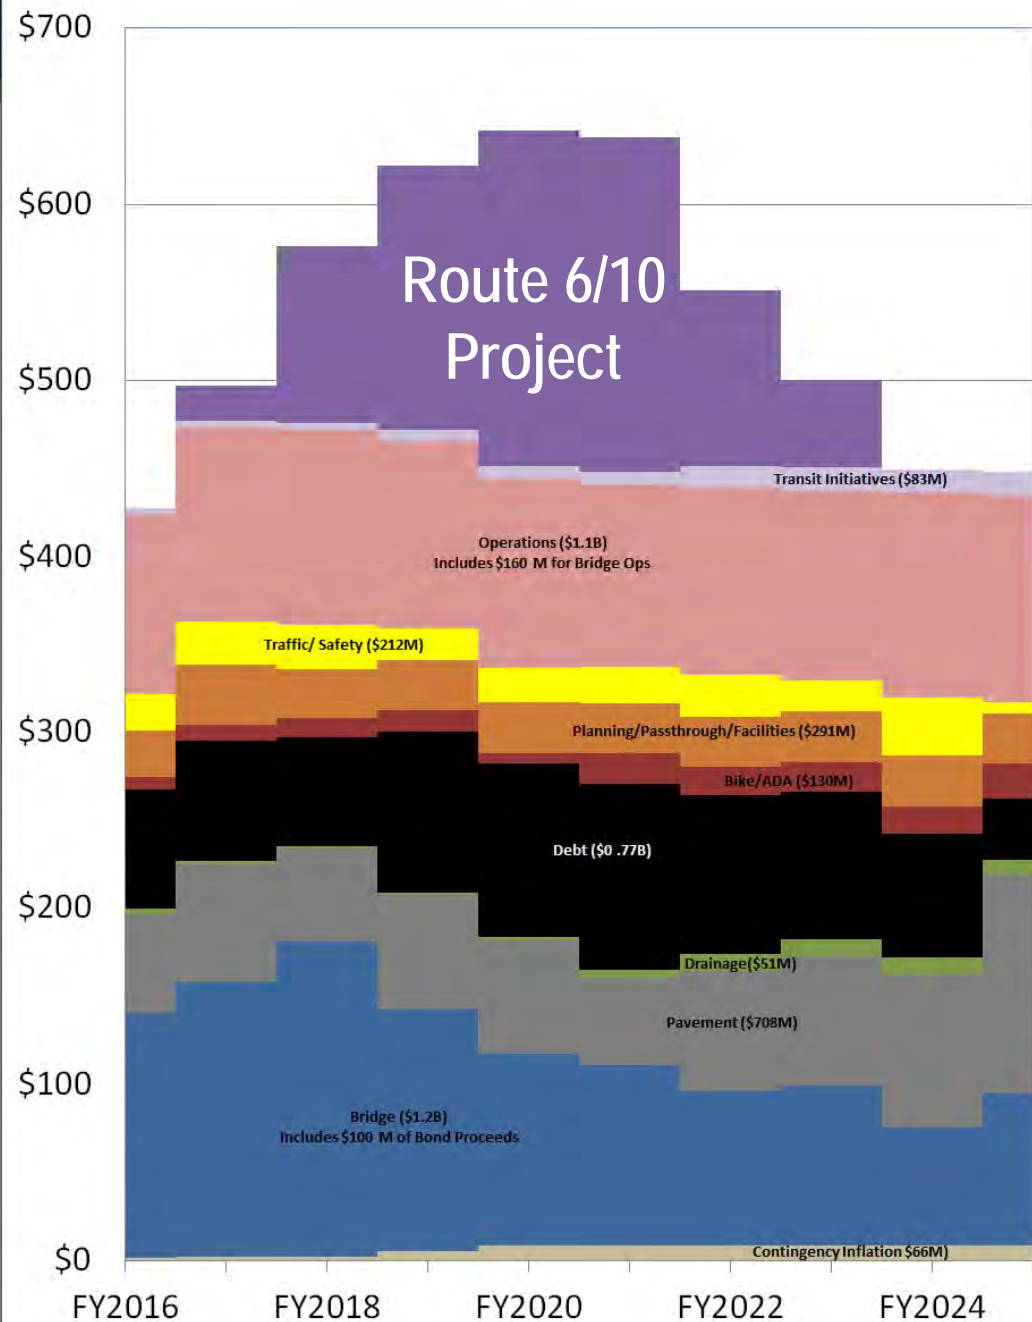 $700
$600
$500
$400
$300
$200
$100
$0
Route 6/10
Project
Transit Initiatives ($83M)
Operations ($1.1B)
Includes $160 M for Bridge Ops
Traffic/ Safety ($212M)
Planning/Passthrough/Facilities ($291M)
Bike/ADA ($130M)
Debt ($0 .77B)
Drainage($51M)
Pavement ($708M)
Bridge ($1.2B)
Includes $100 M of Bond Proceeds
Contingency Inflation $66M)
FY2016 FY2018 FY2020 FY2022 FY2024